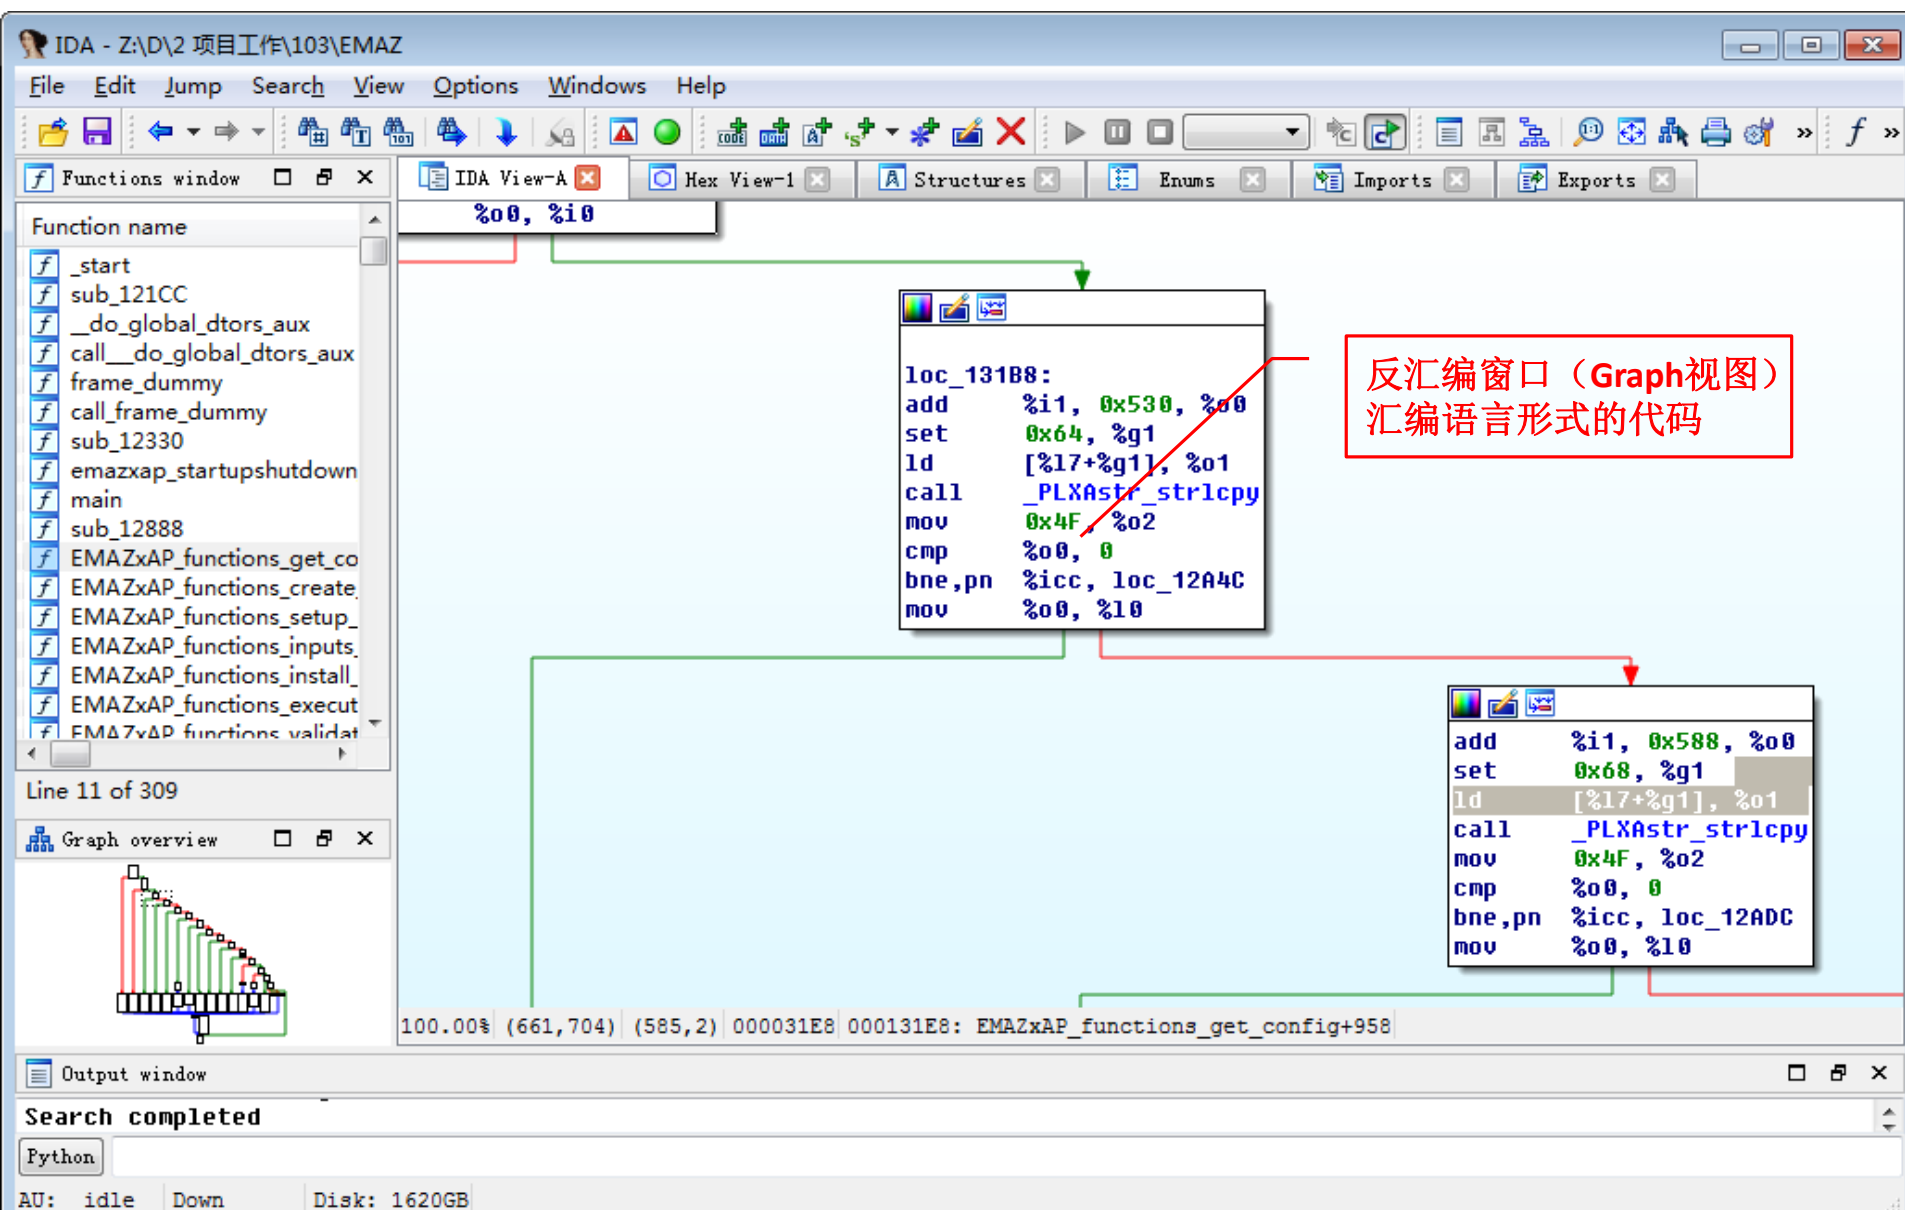 IDA - Z:\D\2 项目工作\103\EMAZ
File Edit Jump Search View Options Windows Help
Functions window
IDA View-A
Hex View-1
Structures
Enums
Imports
Exports
Function name
_start
sub_121CC
__do_global_dtors_aux
call___do_global_dtors_aux
frame_dummy
call_frame_dummy
sub_12330
emazxap_startupshutdown
main
sub_12888
EMAZxAP_functions_get_co
EMAZxAP_functions_create_
EMAZxAP_functions_setup_
EMAZxAP_functions_inputs_
EMAZxAP_functions_install_
EMAZxAP_functions_execut
EMAZxAP_functions_validat
Line 11 of 309
Graph overview
%o0, %i0
loc_131B8:
add %i1, 0x530, %o0
set 0x64, %g1
ld [%l7+%g1], %o1
call _PLXAstr_strlcpy
mov 0x4F, %o2
cmp %o0, 0
bne,pn %icc, loc_12A4C
mov %o0, %l0
反汇编窗口（Graph视图）
汇编语言形式的代码
add %i1, 0x588, %o0
set 0x68, %g1
ld [%l7+%g1], %o1
call _PLXAstr_strlcpy
mov 0x4F, %o2
cmp %o0, 0
bne,pn %icc, loc_12ADC
mov %o0, %l0
100.00% (661,704) (585,2) 000031E8 000131E8: EMAZxAP_functions_get_config+958
Output window
Search completed
Python
AU: idle Down Disk: 1620GB